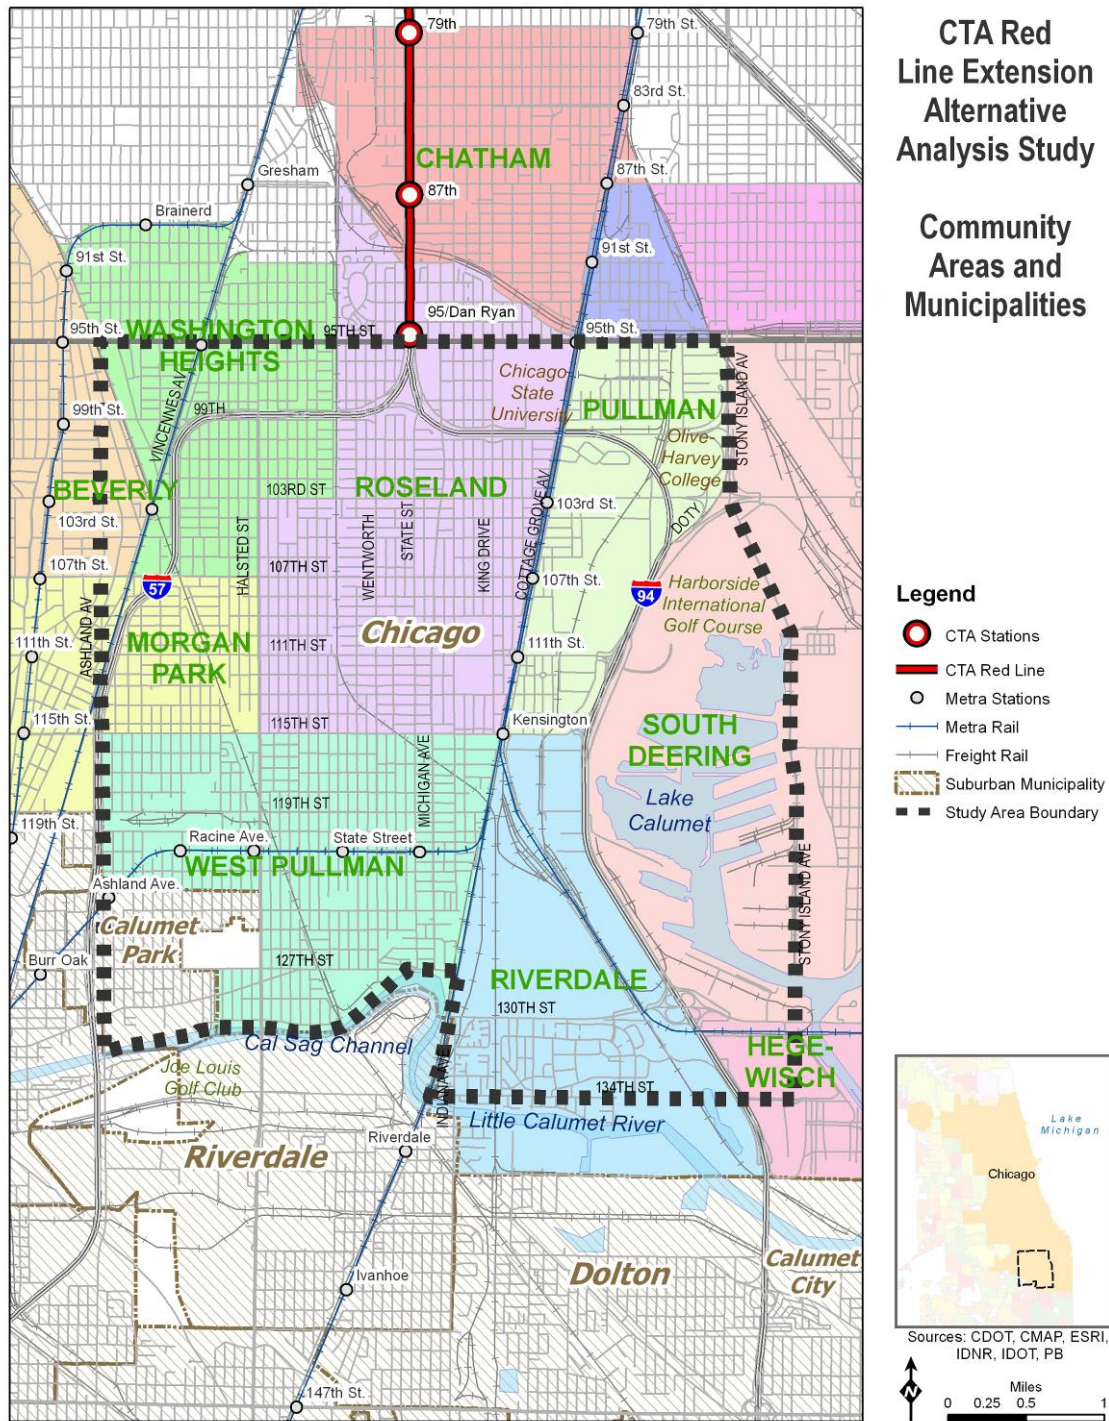 CTA Red
Line Extension
Alternative
Analysis Study
Community
Areas and
Municipalities
79th
79th St.
83rd St.
CHATHAM
Gresham
87th
87th St.
Brainerd
91st St.
91st St.
95/Dan Ryan
95th St.
WASHINGTON
HEIGHTS
95TH ST
95th St.
Chicago
State
University
PULLMAN
STONY ISLAND AV
VINCENNES AV
99TH
99th St.
Olive-
Harvey
College
BEVERLY
103RD ST
ROSELAND
103rd St.
103rd St.
DOTY
HALSTED ST
WENTWORTH
STATE ST
KING DRIVE
COTTAGE GROVE AV
107th St.
57
107TH ST
107th St.
94
Harborside
International
Golf Course
ASHLAND AV
111th St.
MORGAN
PARK
111TH ST
Chicago
111th St.
115th St.
115TH ST
Kensington
SOUTH
DEERING
MICHIGAN AVE
119TH ST
Lake
Calumet
119th St.
Racine Ave.
State Street
WEST PULLMAN
Ashland Ave.
Calumet
Park
STONY ISLAND AVE
Burr Oak
127TH ST
RIVERDALE
130TH ST
Cal Sag Channel
Joe Louis
Golf Club
INDIANA AVE
HEGE-
WISCH
134TH ST
Little Calumet River
Riverdale
Riverdale
Dolton
Calumet
City
Ivanhoe
147th St.
Legend
CTA Stations
CTA Red Line
Metra Stations
Metra Rail
Freight Rail
Suburban Municipality
Study Area Boundary
Lake
Michigan
Chicago
Sources: CDOT, CMAP, ESRI,
IDNR, IDOT, PB
N
Miles
0 0.25 0.5 1